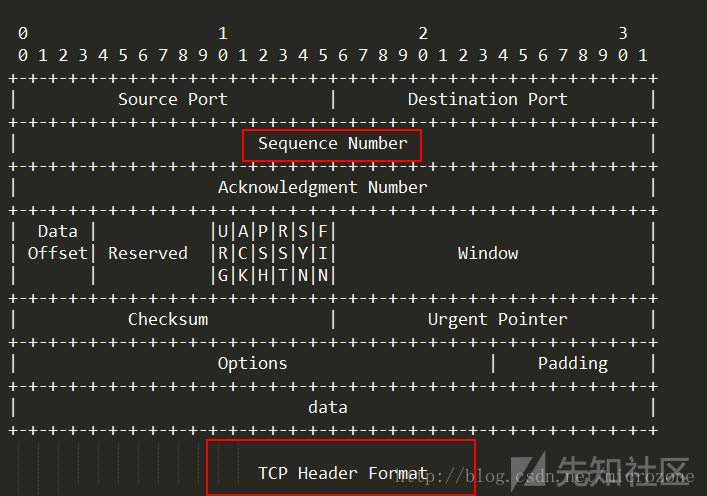 0                   1                   2                   3
 0 1 2 3 4 5 6 7 8 9 0 1 2 3 4 5 6 7 8 9 0 1 2 3 4 5 6 7 8 9 0 1
+-+-+-+-+-+-+-+-+-+-+-+-+-+-+-+-+-+-+-+-+-+-+-+-+-+-+-+-+-+-+-+-+
|          Source Port          |       Destination Port        |
+-+-+-+-+-+-+-+-+-+-+-+-+-+-+-+-+-+-+-+-+-+-+-+-+-+-+-+-+-+-+-+-+
|                        Sequence Number                        |
+-+-+-+-+-+-+-+-+-+-+-+-+-+-+-+-+-+-+-+-+-+-+-+-+-+-+-+-+-+-+-+-+
|                    Acknowledgment Number                      |
+-+-+-+-+-+-+-+-+-+-+-+-+-+-+-+-+-+-+-+-+-+-+-+-+-+-+-+-+-+-+-+-+
|  Data |           |U|A|P|R|S|F|                               |
| Offset| Reserved  |R|C|S|S|Y|I|            Window             |
|       |           |G|K|H|T|N|N|                               |
+-+-+-+-+-+-+-+-+-+-+-+-+-+-+-+-+-+-+-+-+-+-+-+-+-+-+-+-+-+-+-+-+
|           Checksum            |         Urgent Pointer        |
+-+-+-+-+-+-+-+-+-+-+-+-+-+-+-+-+-+-+-+-+-+-+-+-+-+-+-+-+-+-+-+-+
|                    Options                    |    Padding    |
+-+-+-+-+-+-+-+-+-+-+-+-+-+-+-+-+-+-+-+-+-+-+-+-+-+-+-+-+-+-+-+-+
|                             data                              |
+-+-+-+-+-+-+-+-+-+-+-+-+-+-+-+-+-+-+-+-+-+-+-+-+-+-+-+-+-+-+-+-+
TCP Header Format
http://blog.csdn.net/microzone
先知社区